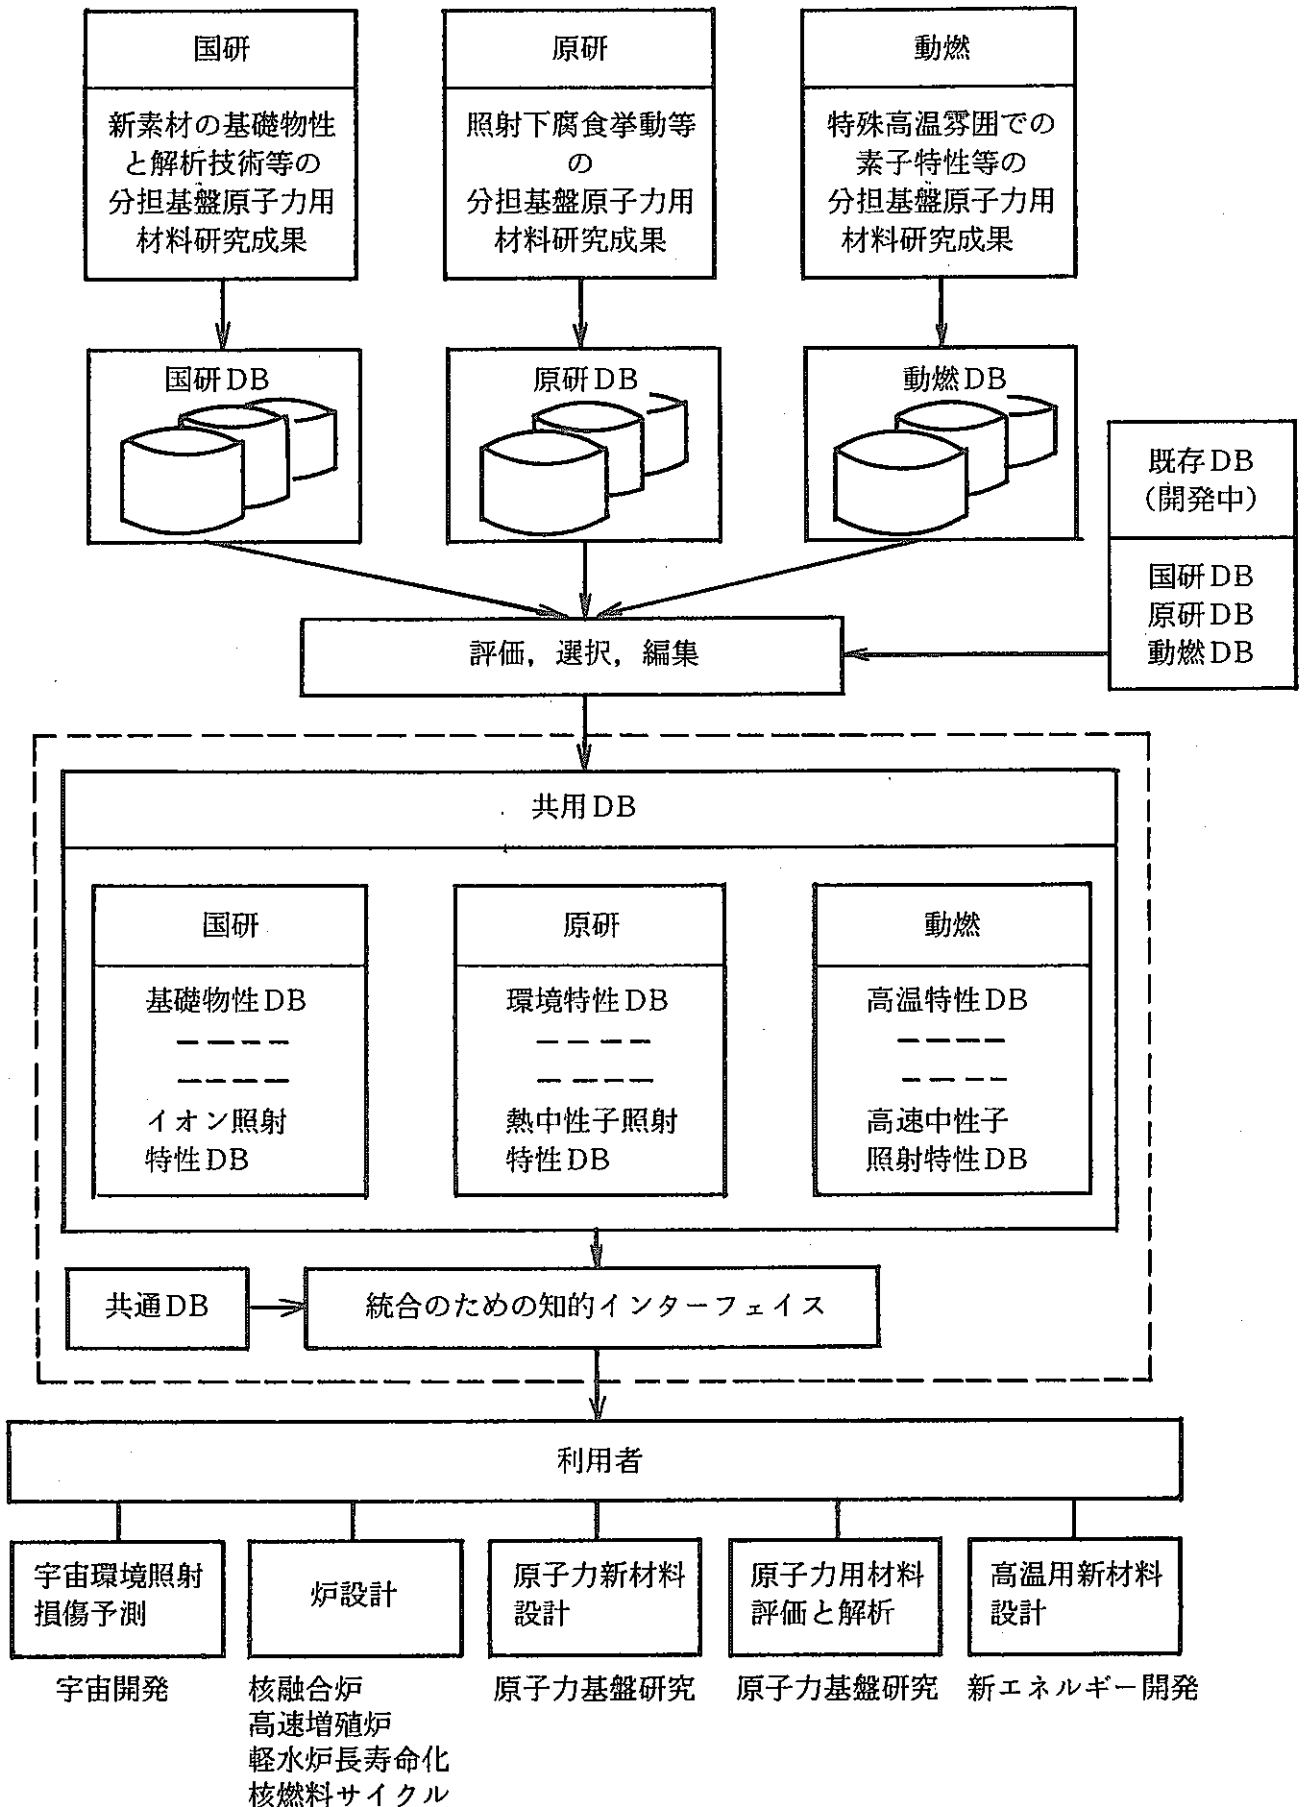 国研
新素材の基礎物性
と解析技術等の
分担基盤原子力用
材料研究成果
原研
照射下腐食挙動等
の
分担基盤原子力用
材料研究成果
動燃
特殊高温雰囲での
素子特性等の
分担基盤原子力用
材料研究成果
国研DB
原研DB
動燃DB
既存DB
(開発中)
国研DB
原研DB
動燃DB
評価，選択，編集
共用DB
国研
基礎物性DB
イオン照射
特性DB
原研
環境特性DB
熱中性子照射
特性DB
動燃
高温特性DB
高速中性子
照射特性DB
共通DB
統合のための知的インターフェイス
利用者
宇宙環境照射
損傷予測
宇宙開発
炉設計
核融合炉
高速増殖炉
軽水炉長寿命化
核燃料サイクル
原子力新材料
設計
原子力基盤研究
原子力用材料
評価と解析
原子力基盤研究
高温用新材料
設計
新エネルギー開発